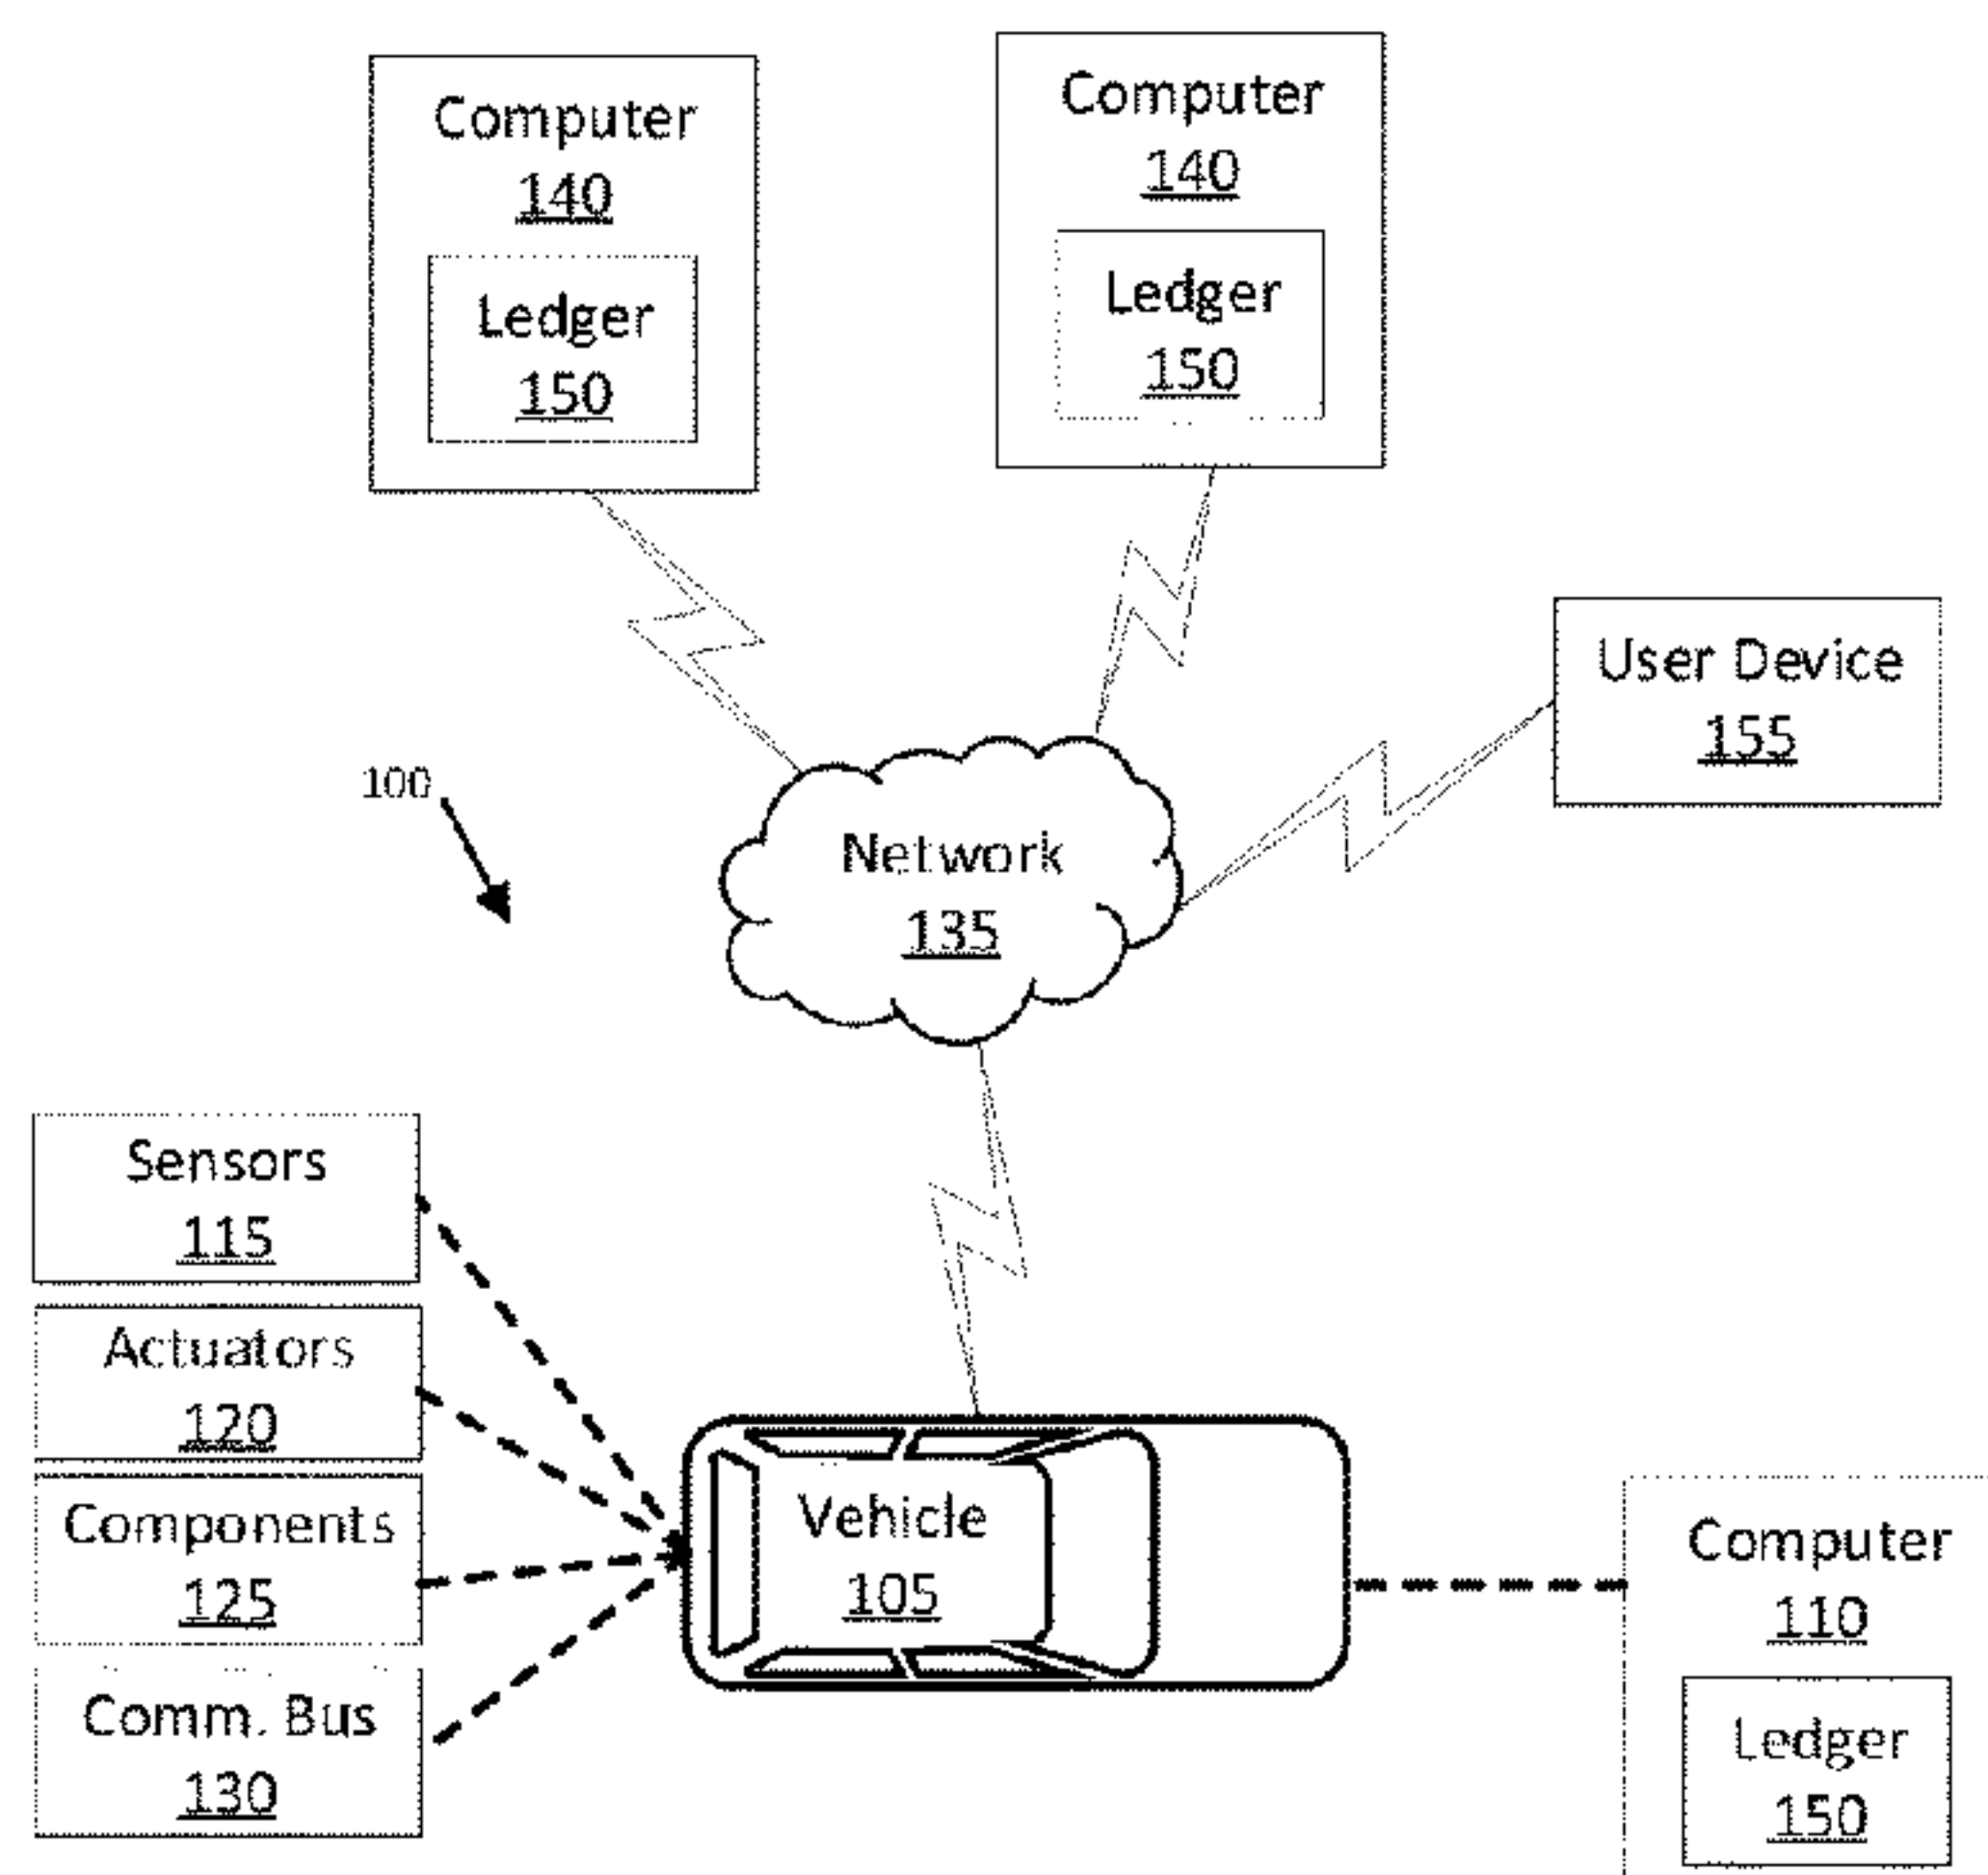 Computer
140
Ledger
150
Computer
140
Ledger
150
User Device
155
100
Network
135
Sensors
115
Actuators
120
Components
125
Comm. Bus
130
Vehicle
105
Computer
110
Ledger
150